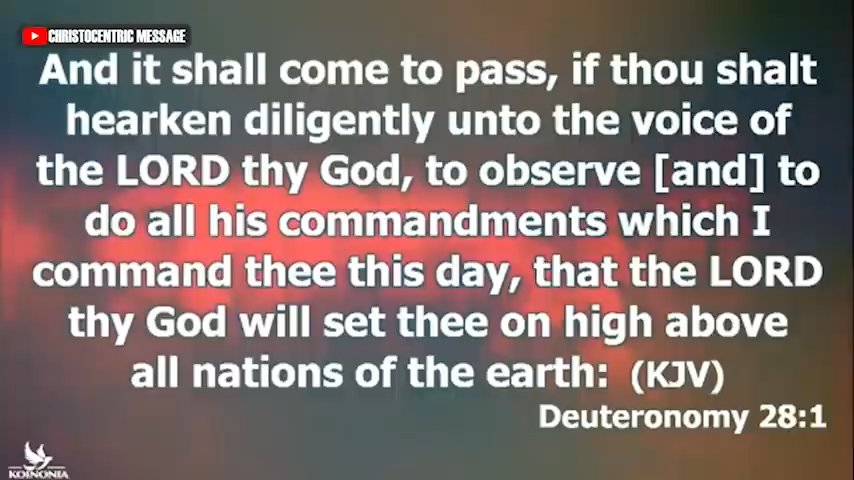 CHRISTOCENTRIC MESSAGE
And it shall come to pass, if thou shalt
hearken diligently unto the voice of
the LORD thy God, to observe [and] to
do all his commandments which I
command thee this day, that the LORD
thy God will set thee on high above
all nations of the earth: (KJV)
Deuteronomy 28:1
KOINONIA